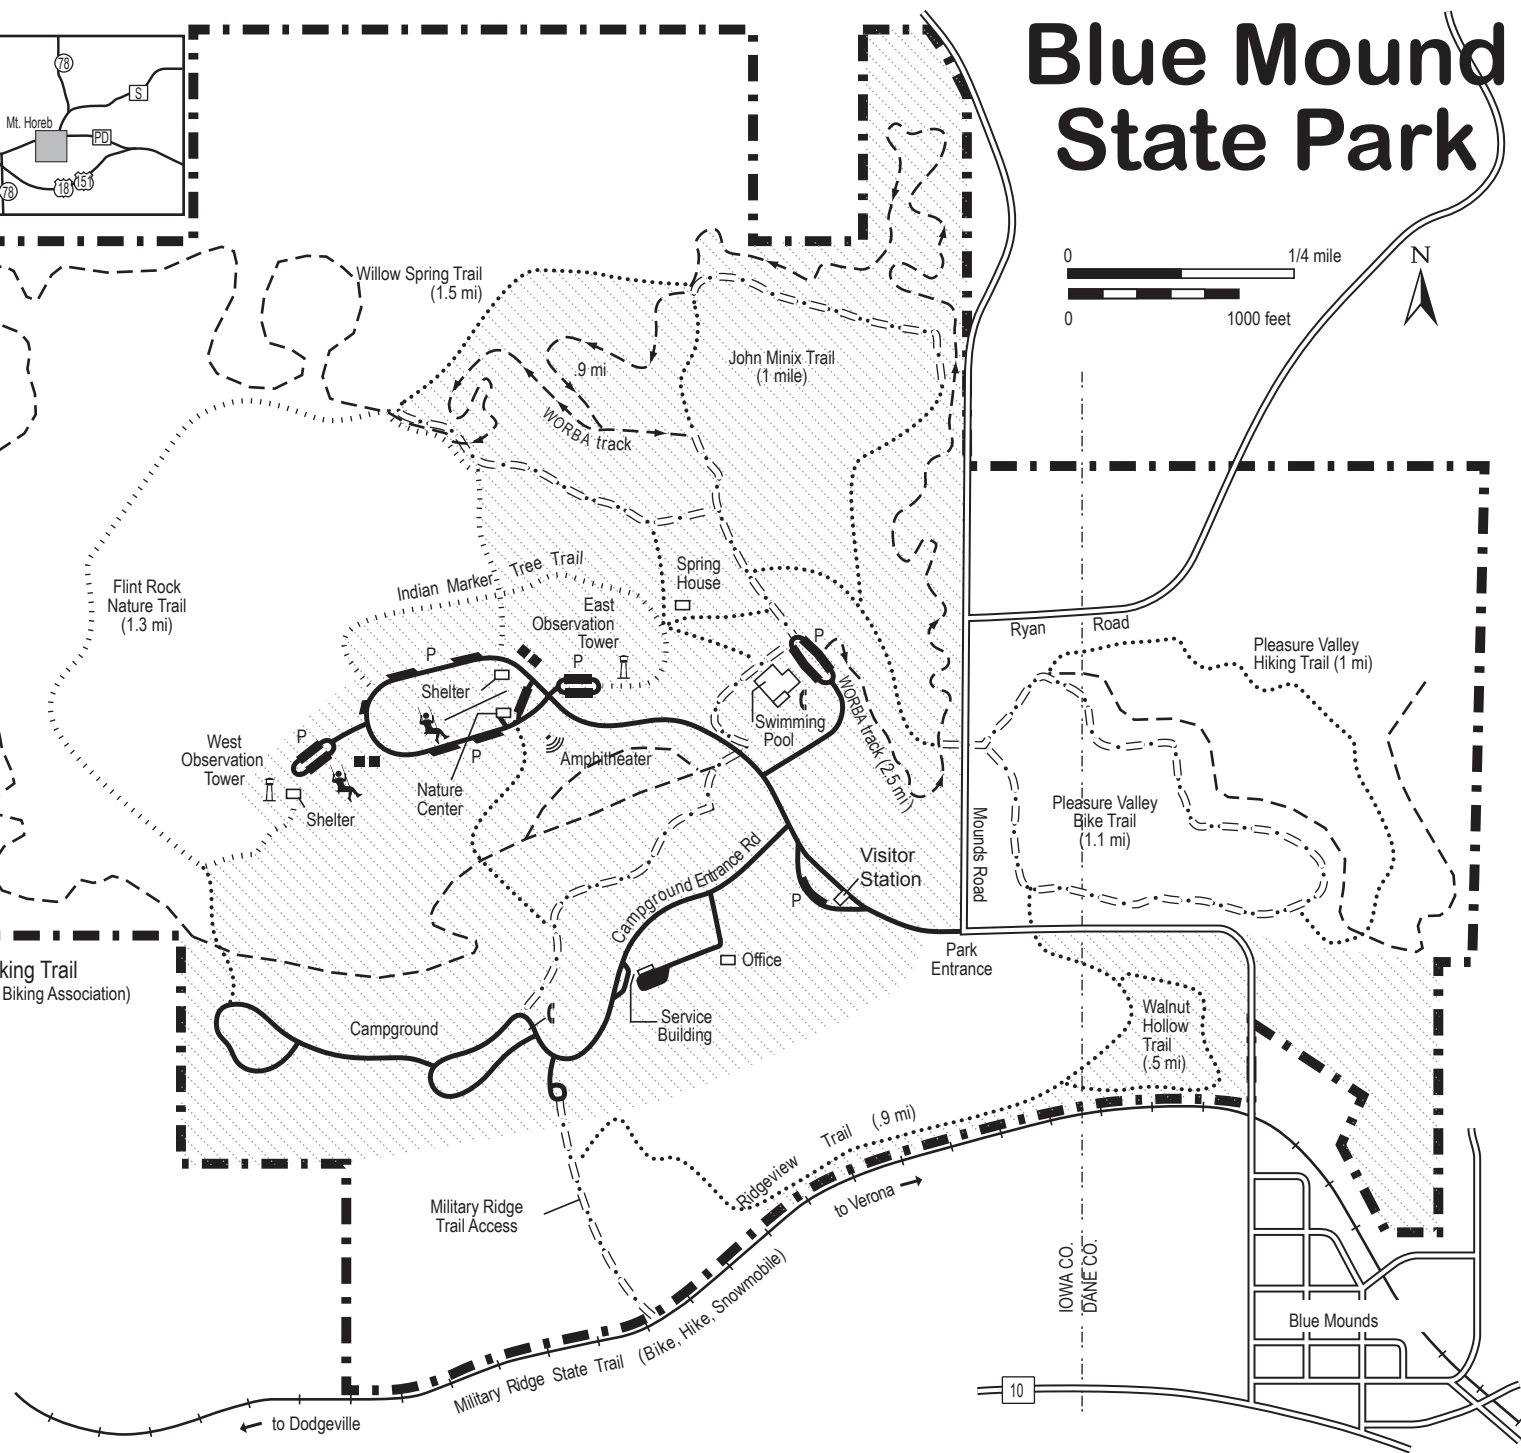 Blue Mound
State Park
78
S
Mt. Horeb
PD
18
151
78
0
1/4 mile
0
1000 feet
N
Willow Spring Trail
(1.5 mi)
.9 mi
WORBA track
John Minix Trail
(1 mile)
Flint Rock
Nature Trail
(1.3 mi)
Indian Marker Tree Trail
Spring
House
East
Observation
Tower
P
P
P
Shelter
Ryan Road
Pleasure Valley
Hiking Trail (1 mi)
Swimming
Pool
WORBA track (2.5 mi)
P
P
West
Observation
Tower
Shelter
Nature
Center
Amphitheater
Pleasure Valley
Bike Trail
(1.1 mi)
Mounds Road
Visitor
Station
P
Campground Entrance Rd
Park
Entrance
Office
king Trail
Biking Association)
Service
Building
Campground
Walnut
Hollow
Trail
(.5 mi)
Ridgeview Trail (.9 mi)
to Verona
Military Ridge
Trail Access
IOWA CO.
DANE CO.
Military Ridge State Trail (Bike, Hike, Snowmobile)
Blue Mounds
10
to Dodgeville